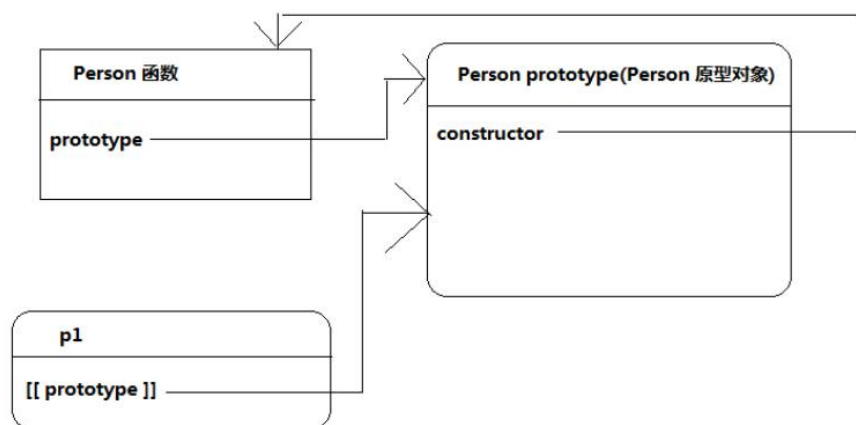 Person 函数
prototype
Person prototype(Person 原型对象)
constructor
p1
[[ prototype ]]